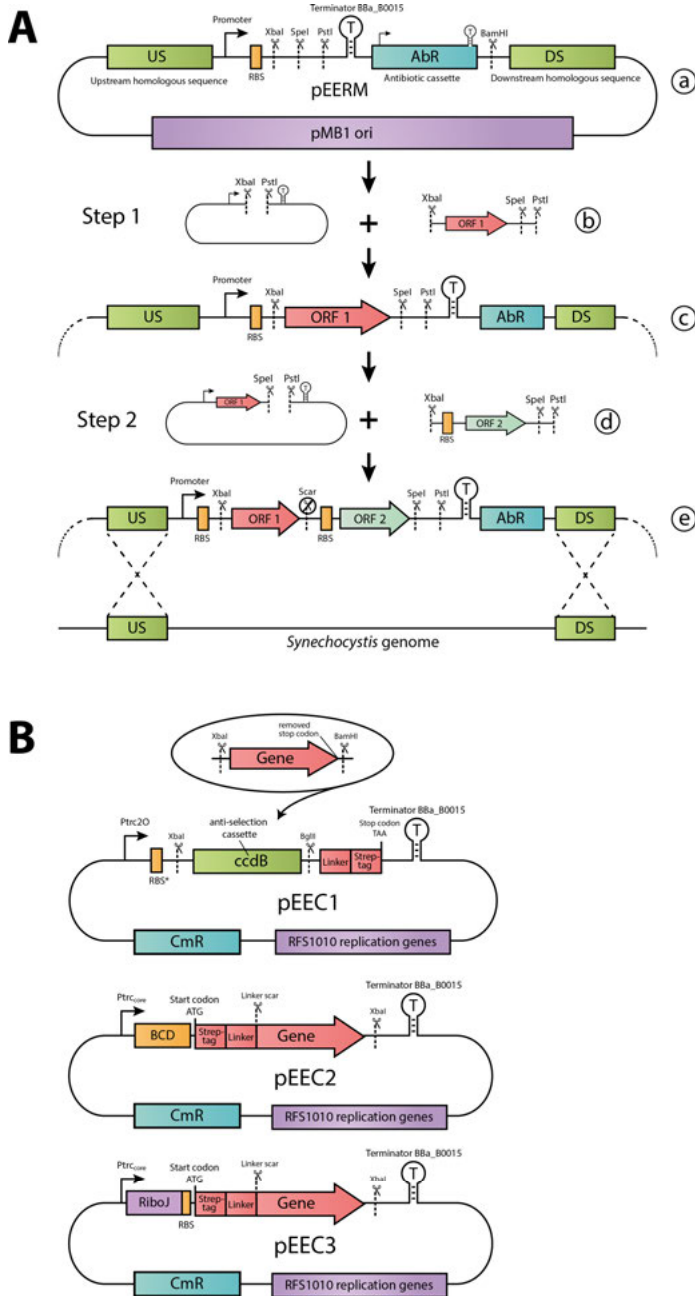 A
Terminator BBa_B0015
Promoter
XbaI SpeI PstI
T
BamHI
US
AbR
DS
RBS
Upstream homologous sequence
Antibiotic cassette
Downstream homologous sequence
pEERM
a
pMB1 ori
Step 1
XbaI PstI
T
+
XbaI
SpeI PstI
ORF 1
b
Promoter
XbaI
SpeI PstI
T
US
ORF 1
AbR
DS
RBS
c
Step 2
SpeI PstI
T
+
XbaI
SpeI PstI
RBS
ORF 2
d
Promoter
XbaI
Scar
SpeI PstI
T
US
ORF 1
ORF 2
AbR
DS
RBS
RBS
e
x
x
US
DS
Synechocystis genome
B
removed
stop codon
XbaI
BamHI
Gene
Ptrc2O
anti-selection
cassette
Terminator BBa_B0015
XbaI
BglII
Stop codon
TAA
T
RBS*
ccdB
Linker
Strep-
tag
pEEC1
CmR
RFS1010 replication genes
Terminator BBa_B0015
Ptrccore
Start codon
ATG
Linker scar
XbaI
T
BCD
Strep-
tag
Linker
Gene
pEEC2
CmR
RFS1010 replication genes
Terminator BBa_B0015
Ptrccore
Start codon
ATG
Linker scar
XbaI
T
RiboJ
RBS
Strep-
tag
Linker
Gene
pEEC3
CmR
RFS1010 replication genes